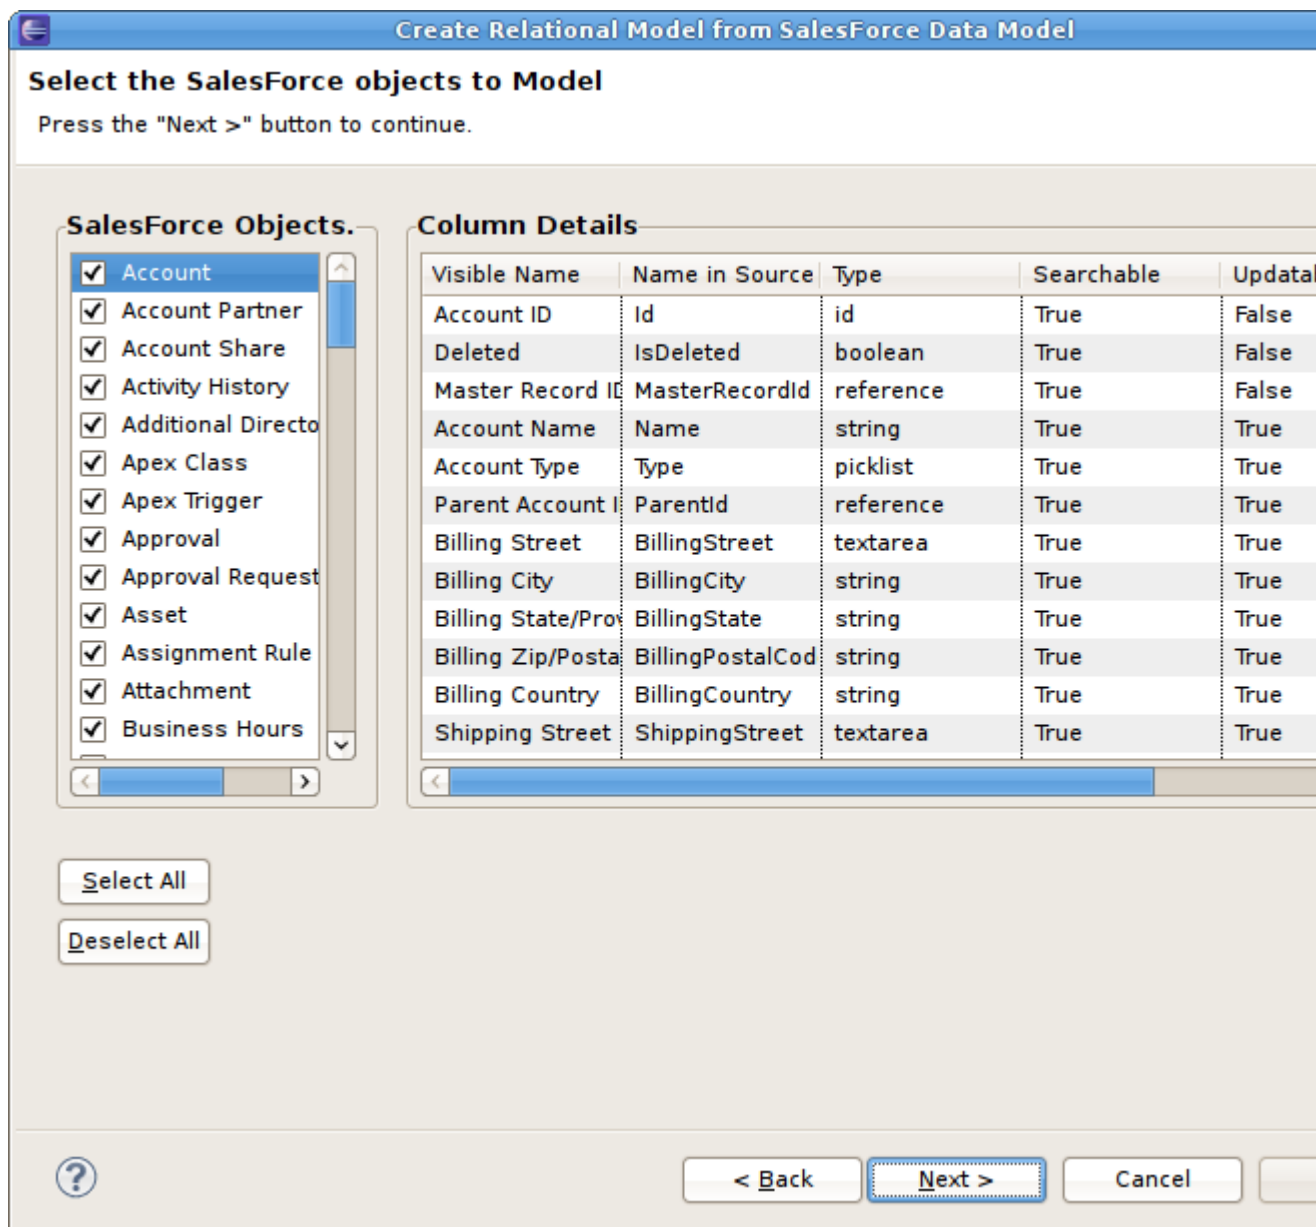 Create Relational Model from SalesForce Data Model
Select the SalesForce objects to Model
Press the "Next >" button to continue.
SalesForce Objects.
Account
Account Partner
Account Share
Activity History
Additional Directo
Apex Class
Apex Trigger
Approval
Approval Request
Asset
Assignment Rule
Attachment
Business Hours
Column Details
Visible Name Name in Source Type Searchable Updatal
Account ID Id id True False
Deleted IsDeleted boolean True False
Master Record ID MasterRecordId reference True False
Account Name Name string True True
Account Type Type picklist True True
Parent Account I ParentId reference True True
Billing Street BillingStreet textarea True True
Billing City BillingCity string True True
Billing State/Prov BillingState string True True
Billing Zip/Posta BillingPostalCod string True True
Billing Country BillingCountry string True True
Shipping Street ShippingStreet textarea True True
Select All
Deselect All
? < Back Next > Cancel